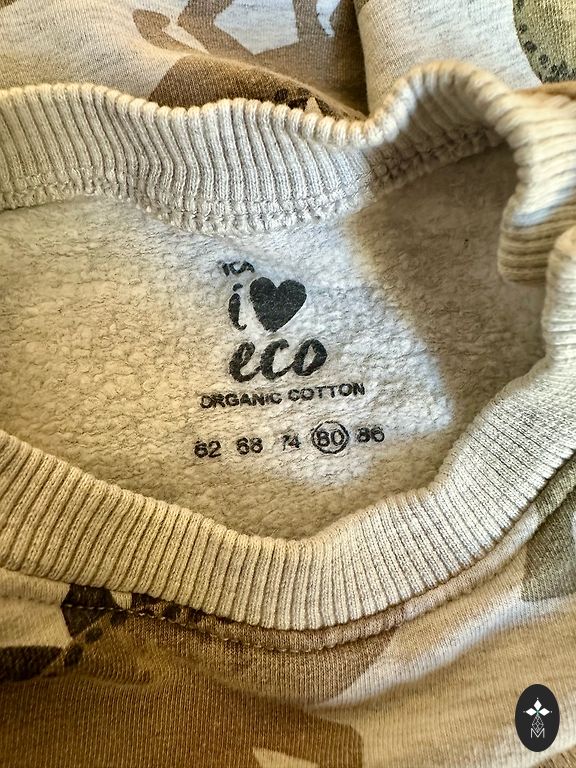 ICA
i♥
eco
ORGANIC COTTON
62 68 74 80 86
M